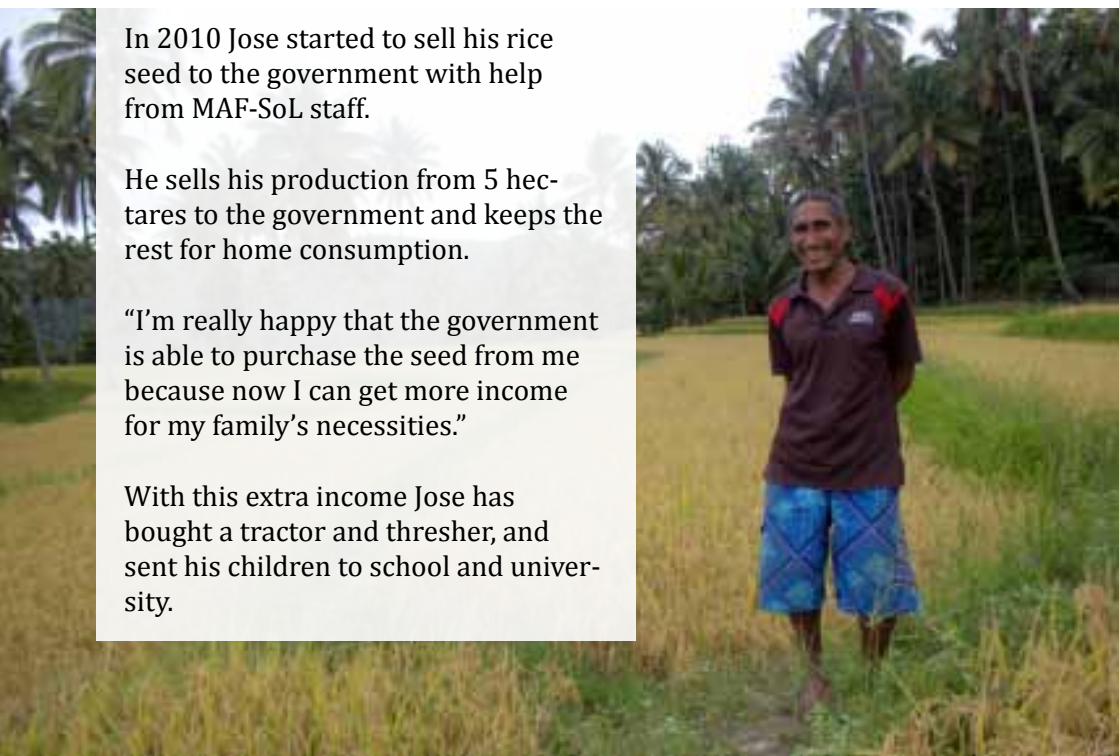 In 2010 Jose started to sell his rice
seed to the government with help
from MAF-SoL staff.
He sells his production from 5 hec-
tares to the government and keeps the
rest for home consumption.
“I’m really happy that the government
is able to purchase the seed from me
because now I can get more income
for my family’s necessities.”
With this extra income Jose has
bought a tractor and thresher, and
sent his children to school and univer-
sity.